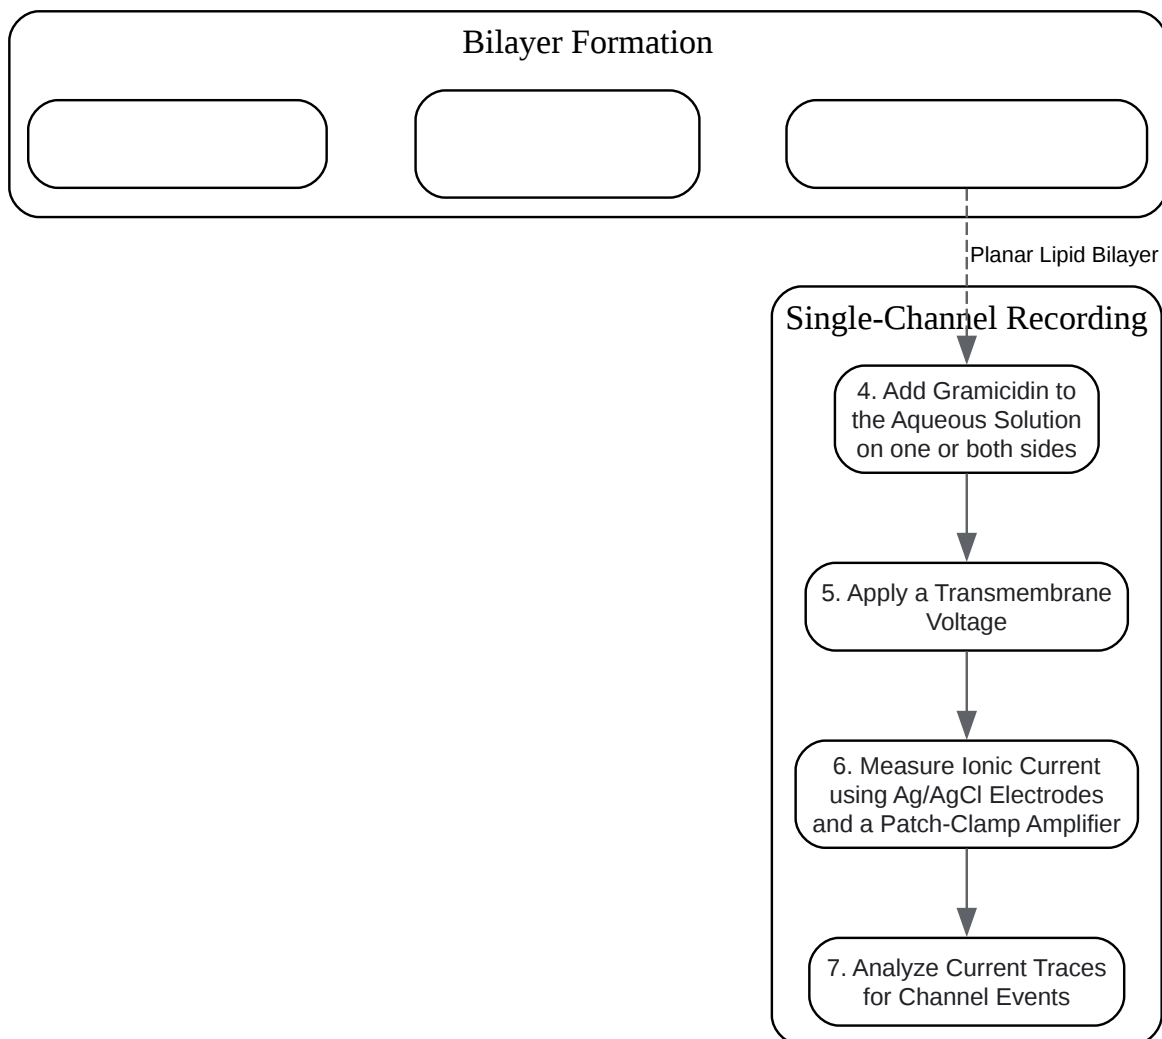 Bilayer Formation
Planar Lipid Bilayer
Single-Channel Recording
4. Add Gramicidin to
the Aqueous Solution
on one or both sides
5. Apply a Transmembrane
Voltage
6. Measure Ionic Current
using Ag/AgCl Electrodes
and a Patch-Clamp Amplifier
7. Analyze Current Traces
for Channel Events